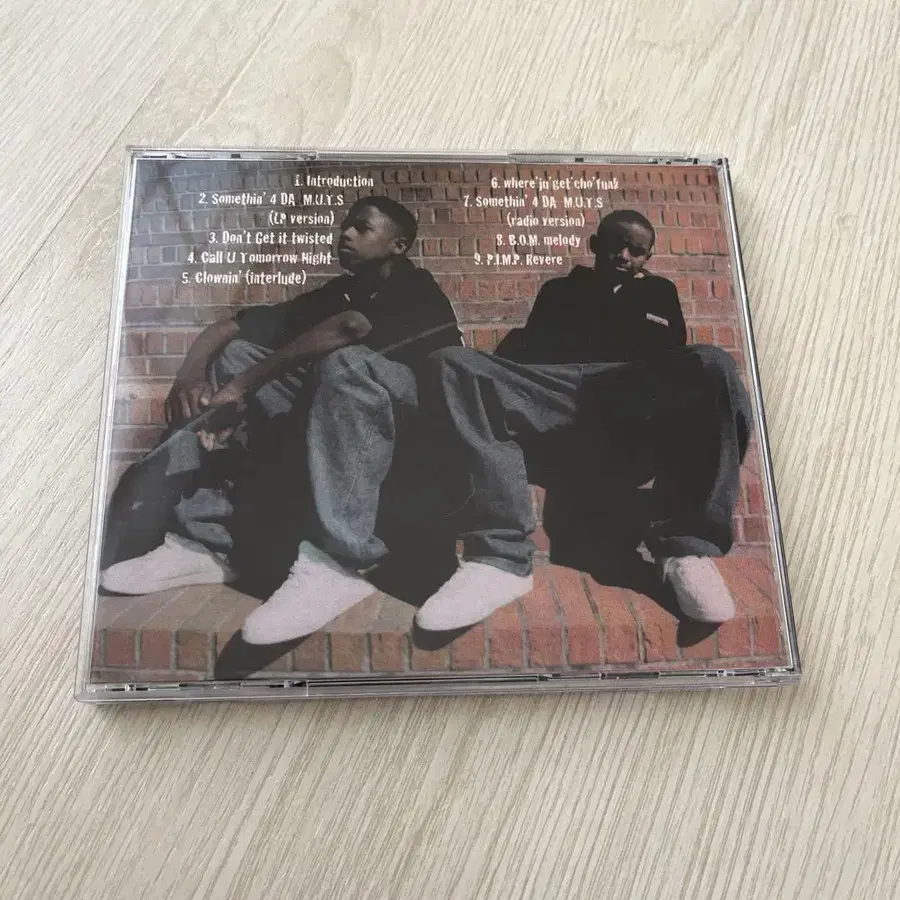 1. Introduction
2. Somethin' 4 DA M.U.T.S
(LP version)
3. Don't Get it twisted
4. Call U Tomorrow Night
5. Clownin' (interlude)
6. where'ju'get'cho'funk
7. Somethin' 4 DA M.U.T.S
(radio version)
8. B.O.M. melody
9. P.I.M.P. Revere